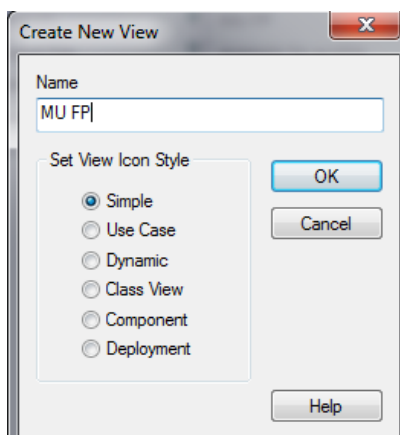 Create New View
Name
MU FP
Set View Icon Style
Simple
Use Case
Dynamic
Class View
Component
Deployment
OK
Cancel
Help